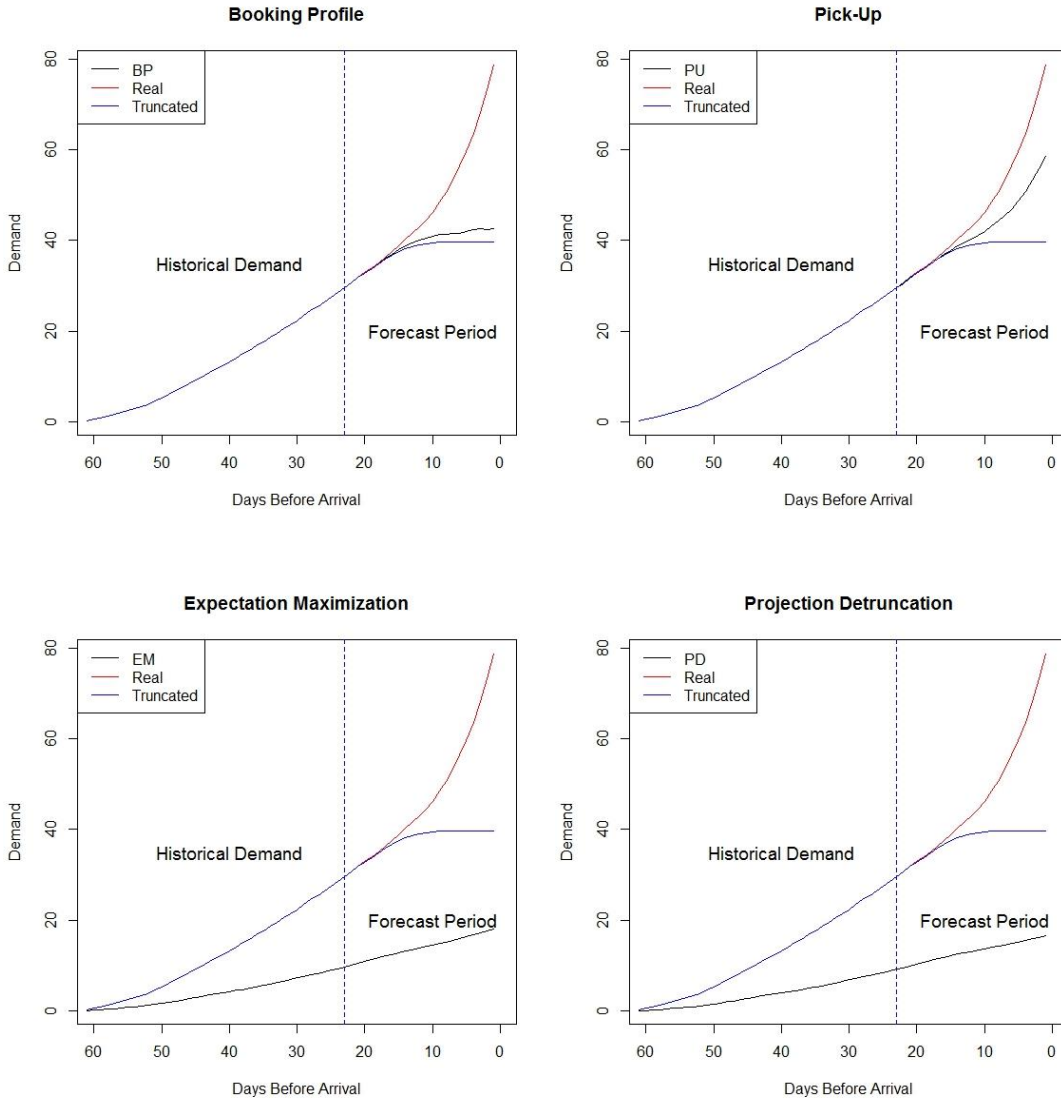 Booking Profile
BP
Real
Truncated
80
60
40
20
0
Demand
Historical Demand
Forecast Period
60 50 40 30 20 10 0
Days Before Arrival
Pick-Up
PU
Real
Truncated
80
60
40
20
0
Demand
Historical Demand
Forecast Period
60 50 40 30 20 10 0
Days Before Arrival
Expectation Maximization
EM
Real
Truncated
80
60
40
20
0
Demand
Historical Demand
Forecast Period
60 50 40 30 20 10 0
Days Before Arrival
Projection Detruncation
PD
Real
Truncated
80
60
40
20
0
Demand
Historical Demand
Forecast Period
60 50 40 30 20 10 0
Days Before Arrival